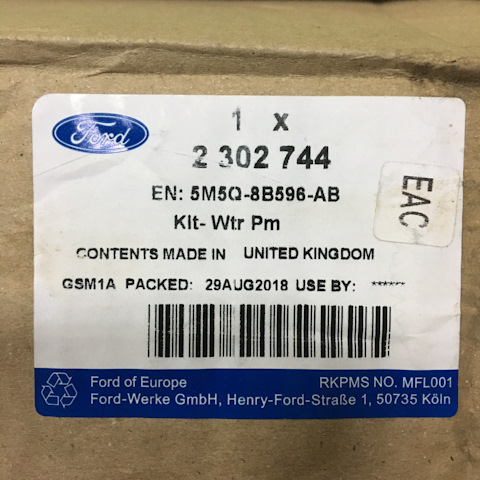 Ford
1 x
2 302 744
EN: 5M5Q-8B596-AB
EAC
KIt- Wtr Pm
CONTENTS MADE IN UNITED KINGDOM
GSM1A PACKED: 29AUG2018 USE BY: ******
Ford of Europe RKPMS NO. MFL001
Ford-Werke GmbH, Henry-Ford-Straße 1, 50735 Köln